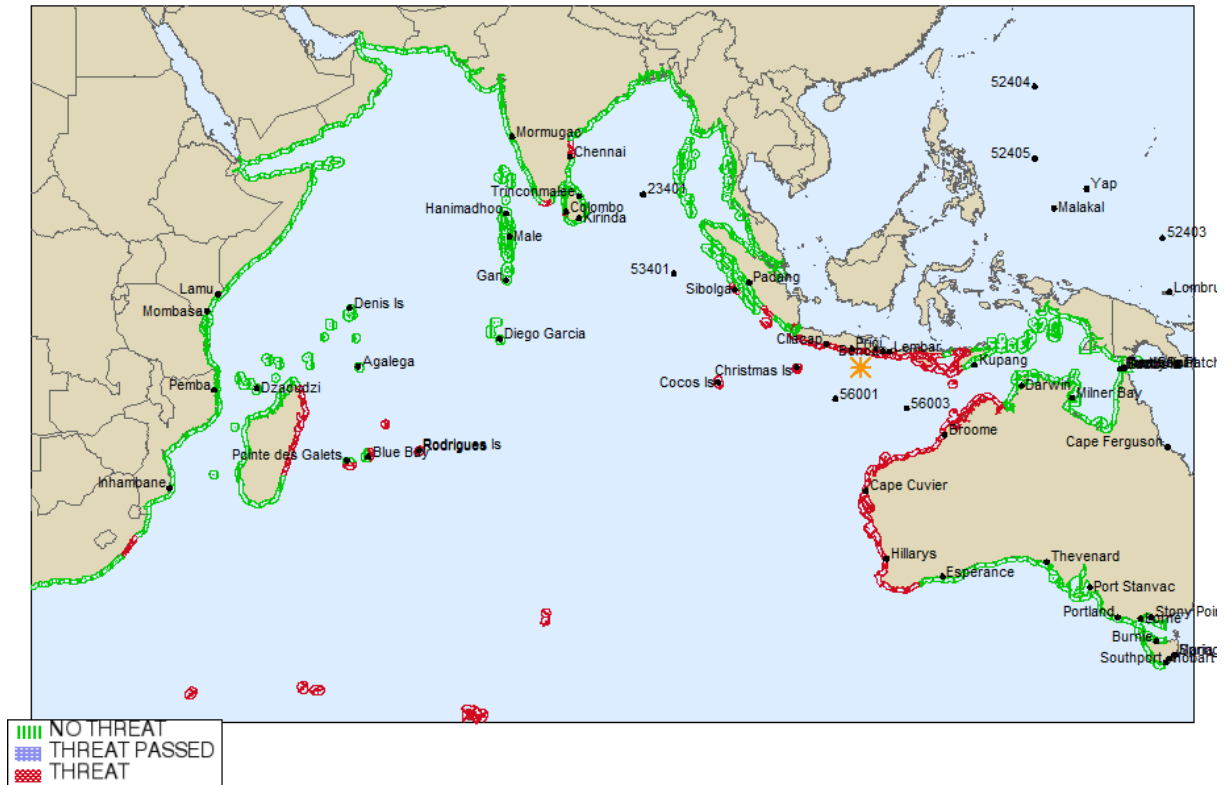 52404
Mormugao
Chennai
52405
Yap
Trinconmalee
23401
Malakal
Hanimadhoo
Colombo
Kirinda
Male
52403
53401
Gan
Padang
Lamu
Sibolga
Lombru
Denis Is
Mombasa
Diego Garcia
Cilacap
Prigi
Lembar
Agalega
Christmas Is
Kupang
Pemba
Dzaoudzi
Cocos Is
Darwin
56001
Milner Bay
56003
Broome
Cape Ferguson
Rodrigues Is
Pointe des Galets
Blue Bay
Inhambane
Cape Cuvier
Hillarys
Thevenard
Esperance
Port Stanvac
Portland
Stony Poin
Lorne
Burnie
Southport
Hobart
NO THREAT
THREAT PASSED
THREAT